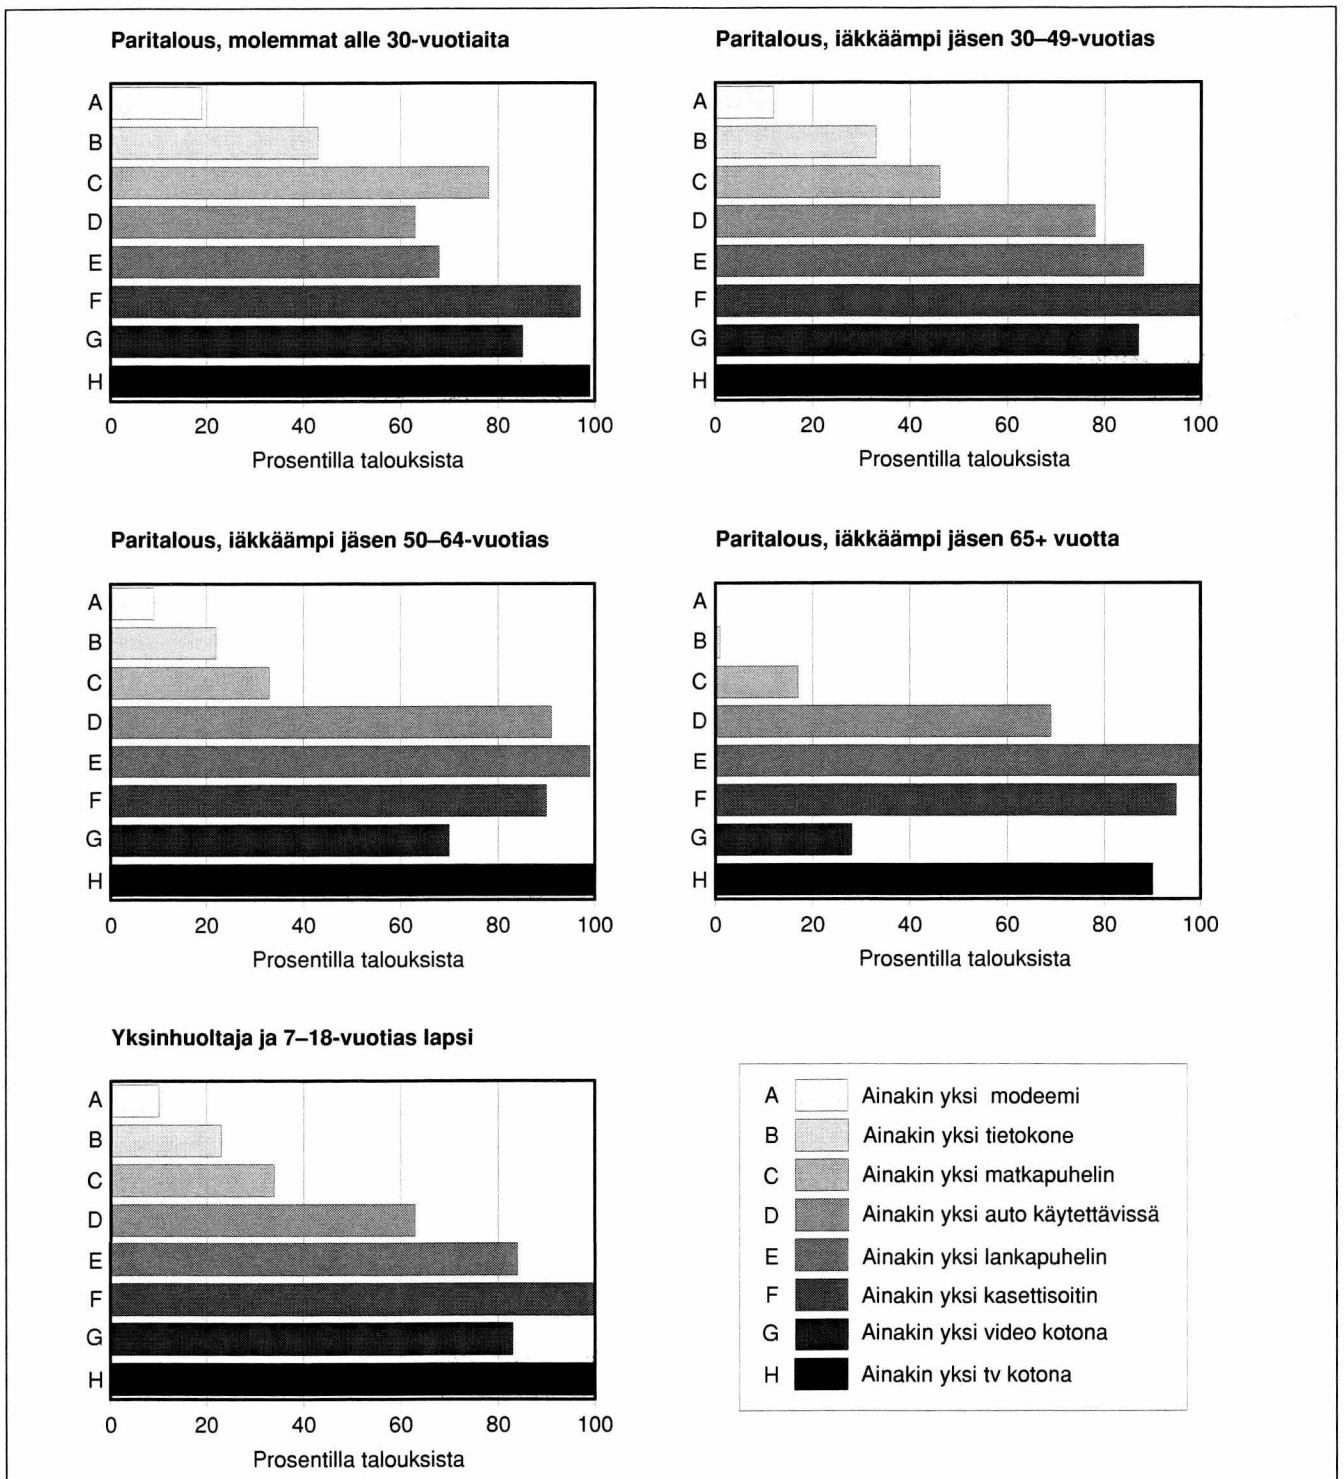 Paritalous, molemmat alle 30-vuotiaita
A
B
C
D
E
F
G
H
0 20 40 60 80 100
Prosentilla talouksista
Paritalous, iäkkäämpi jäsen 30–49-vuotias
A
B
C
D
E
F
G
H
0 20 40 60 80 100
Prosentilla talouksista
Paritalous, iäkkäämpi jäsen 50–64-vuotias
A
B
C
D
E
F
G
H
0 20 40 60 80 100
Prosentilla talouksista
Paritalous, iäkkäämpi jäsen 65+ vuotta
A
B
C
D
E
F
G
H
0 20 40 60 80 100
Prosentilla talouksista
Yksinhuoltaja ja 7–18-vuotias lapsi
A
B
C
D
E
F
G
H
0 20 40 60 80 100
Prosentilla talouksista
A Ainakin yksi modeemi
B Ainakin yksi tietokone
C Ainakin yksi matkapuhelin
D Ainakin yksi auto käytettävissä
E Ainakin yksi lankapuhelin
F Ainakin yksi kasettisoitin
G Ainakin yksi video kotona
H Ainakin yksi tv kotona